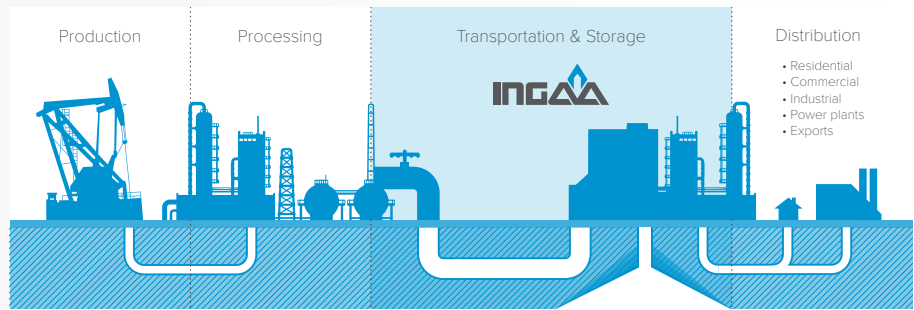 Production
Processing
Transportation & Storage
INGAA
Distribution
• Residential
• Commercial
• Industrial
• Power plants
• Exports